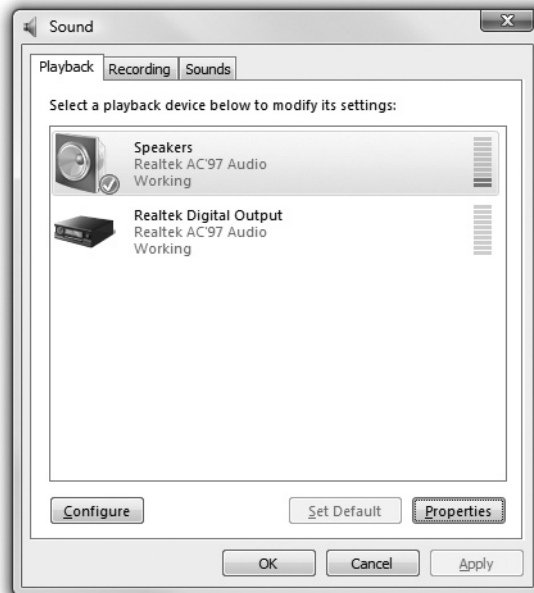 Sound
X
Playback Recording Sounds
Select a playback device below to modify its settings:
Speakers
Realtek AC'97 Audio
Working
Realtek Digital Output
Realtek AC'97 Audio
Working
Configure Set Default Properties
OK Cancel Apply